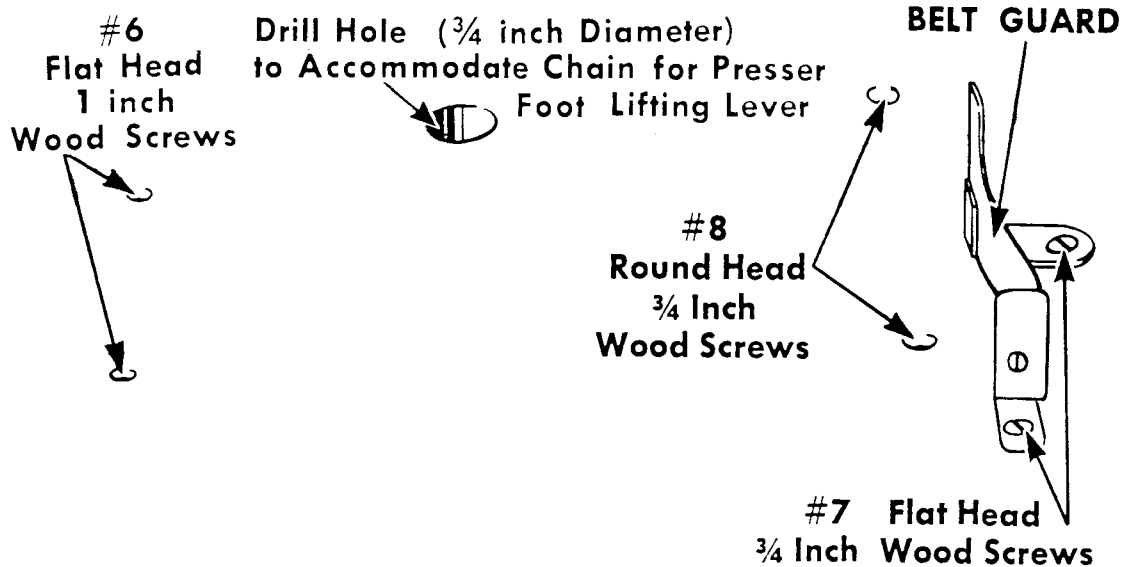 #6
Flat Head
1 inch
Wood Screws
Drill Hole (¾ inch Diameter)
to Accommodate Chain for Presser
Foot Lifting Lever
BELT GUARD
#8
Round Head
¾ Inch
Wood Screws
#7 Flat Head
¾ Inch Wood Screws